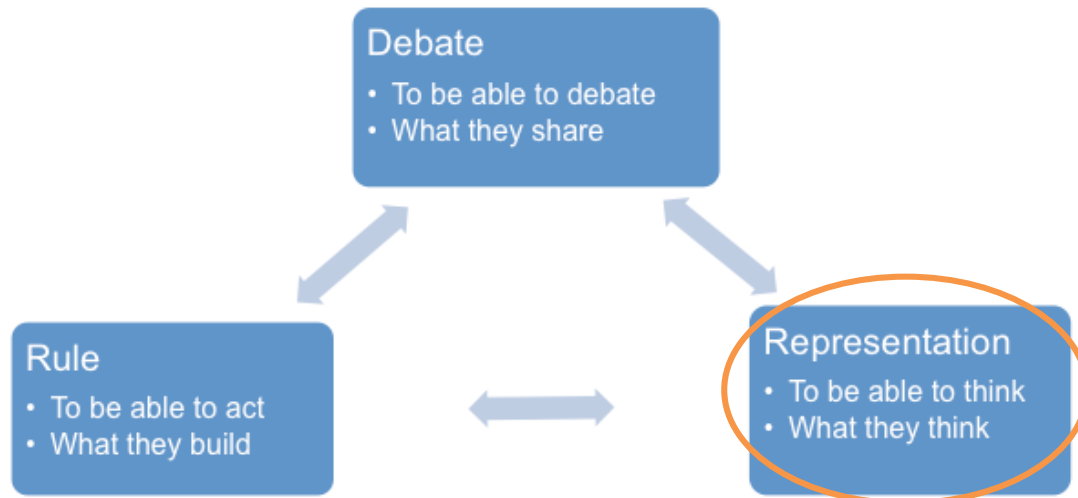 Debate
• To be able to debate
• What they share
Rule
• To be able to act
• What they build
Representation
• To be able to think
• What they think